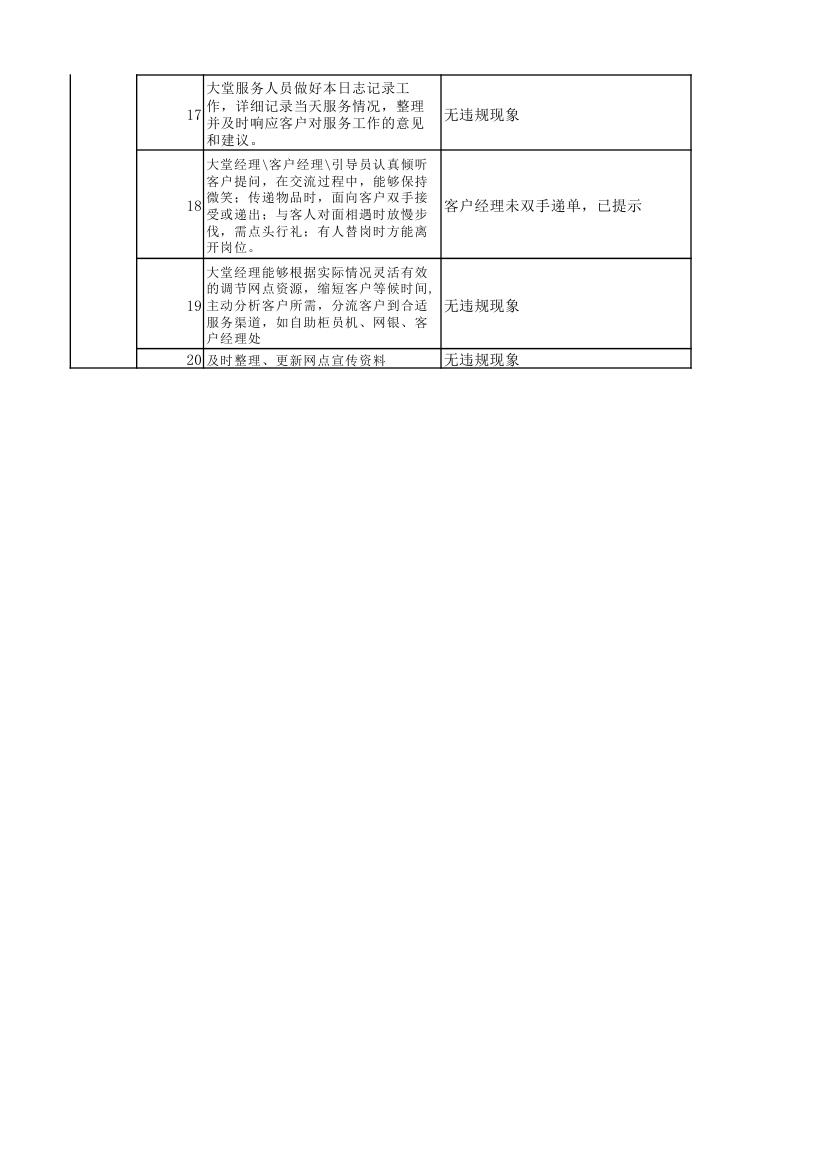 17
大堂服务人员做好本日志记录工
作，详细记录当天服务情况，整理
并及时响应客户对服务工作的意见
和建议。
无违规现象
18
大堂经理\客户经理\引导员认真倾听
客户提问，在交流过程中，能够保持
微笑；传递物品时，面向客户双手接
受或递出；与客人对面相遇时放慢步
伐，需点头行礼；有人替岗时方能离
开岗位。
客户经理未双手递单，已提示
19
大堂经理能够根据实际情况灵活有效
的调节网点资源，缩短客户等候时间，
主动分析客户所需，分流客户到合适
服务渠道，如自助柜员机、网银、客
户经理处
无违规现象
20
及时整理、更新网点宣传资料
无违规现象